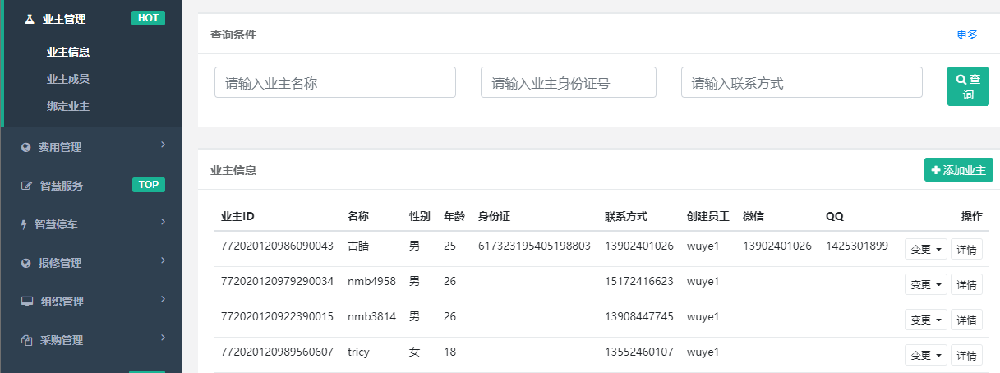 业主管理 HOT
业主信息
业主成员
绑定业主
费用管理
智慧服务 TOP
智慧停车
报修管理
组织管理
采购管理
查询条件 更多
请输入业主名称 请输入业主身份证号 请输入联系方式 查询
业主信息 添加业主
业主ID 名称 性别 年龄 身份证 联系方式 创建员工 微信 QQ 操作
772020120986090043 古腈 男 25 617323195405198803 13902401026 wuye1 13902401026 1425301899 变更 详情
772020120979290034 nmb4958 男 26 15172416623 wuye1 变更 详情
772020120922390015 nmb3814 男 26 13908447745 wuye1 变更 详情
772020120989560607 tricy 女 18 13552460107 wuye1 变更 详情